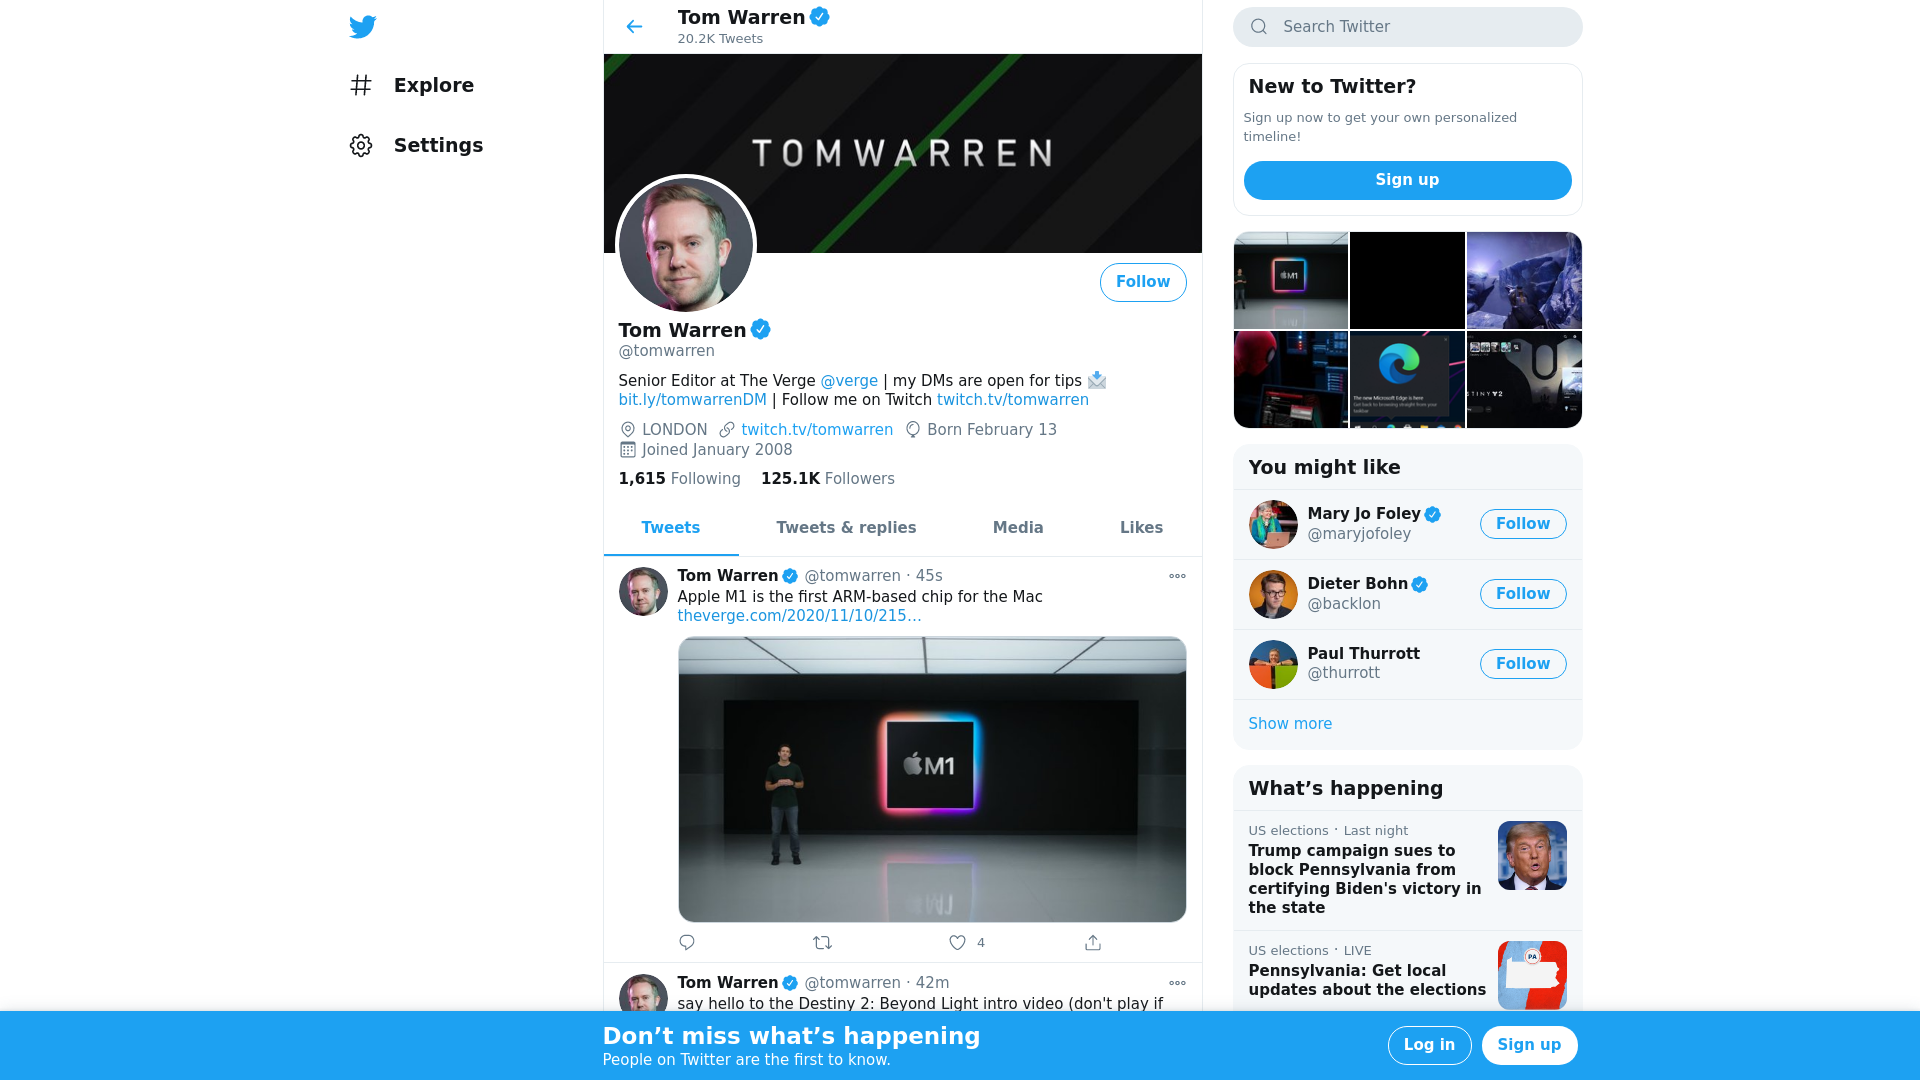 Explore
Settings
Tom Warren
20.2K Tweets
TOMWARREN
Follow
Tom Warren
@tomwarren
Senior Editor at The Verge @verge | my DMs are open for tips
bit.ly/tomwarrenDM | Follow me on Twitch twitch.tv/tomwarren
LONDON twitch.tv/tomwarren Born February 13
Joined January 2008
1,615 Following 125.1K Followers
Tweets Tweets & replies Media Likes
Tom Warren @tomwarren · 45s
Apple M1 is the first ARM-based chip for the Mac
theverge.com/2020/11/10/215…
M1
4
Tom Warren @tomwarren · 42m
say hello to the Destiny 2: Beyond Light intro video (don't play if
Search Twitter
New to Twitter?
Sign up now to get your own personalized
timeline!
Sign up
M1
The new Microsoft Edge is here
You might like
Mary Jo Foley
@maryjofoley
Follow
Dieter Bohn
@backlon
Follow
Paul Thurrott
@thurrott
Follow
Show more
What’s happening
US elections · Last night
Trump campaign sues to
block Pennsylvania from
certifying Biden's victory in
the state
US elections · LIVE
Pennsylvania: Get local
updates about the elections
PA
Don’t miss what’s happening
People on Twitter are the first to know.
Log in
Sign up